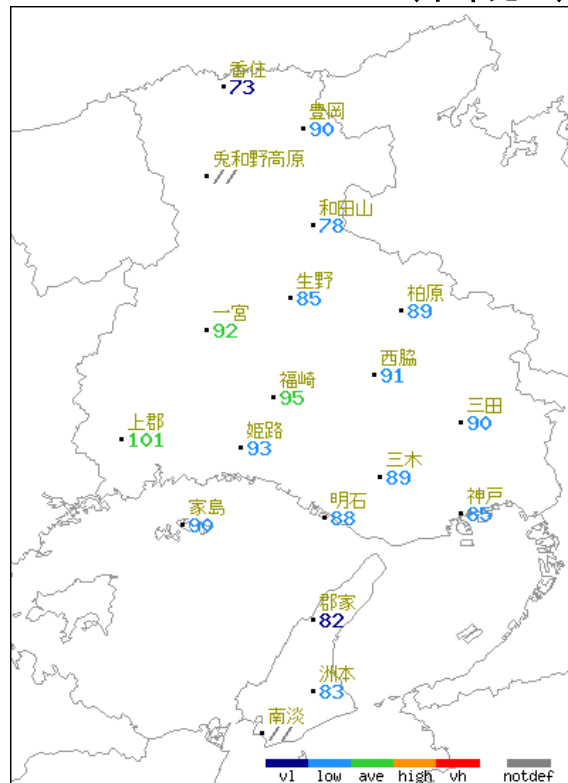 香住
73
豊岡
90
兎和野高原
//
和田山
78
生野
85
柏原
89
一宮
92
西脇
91
福崎
95
三田
90
上郡
101
姫路
93
三木
89
家島
90
明石
88
神戸
85
郡家
82
洲本
83
南淡
//
vl low ave high vh notdef